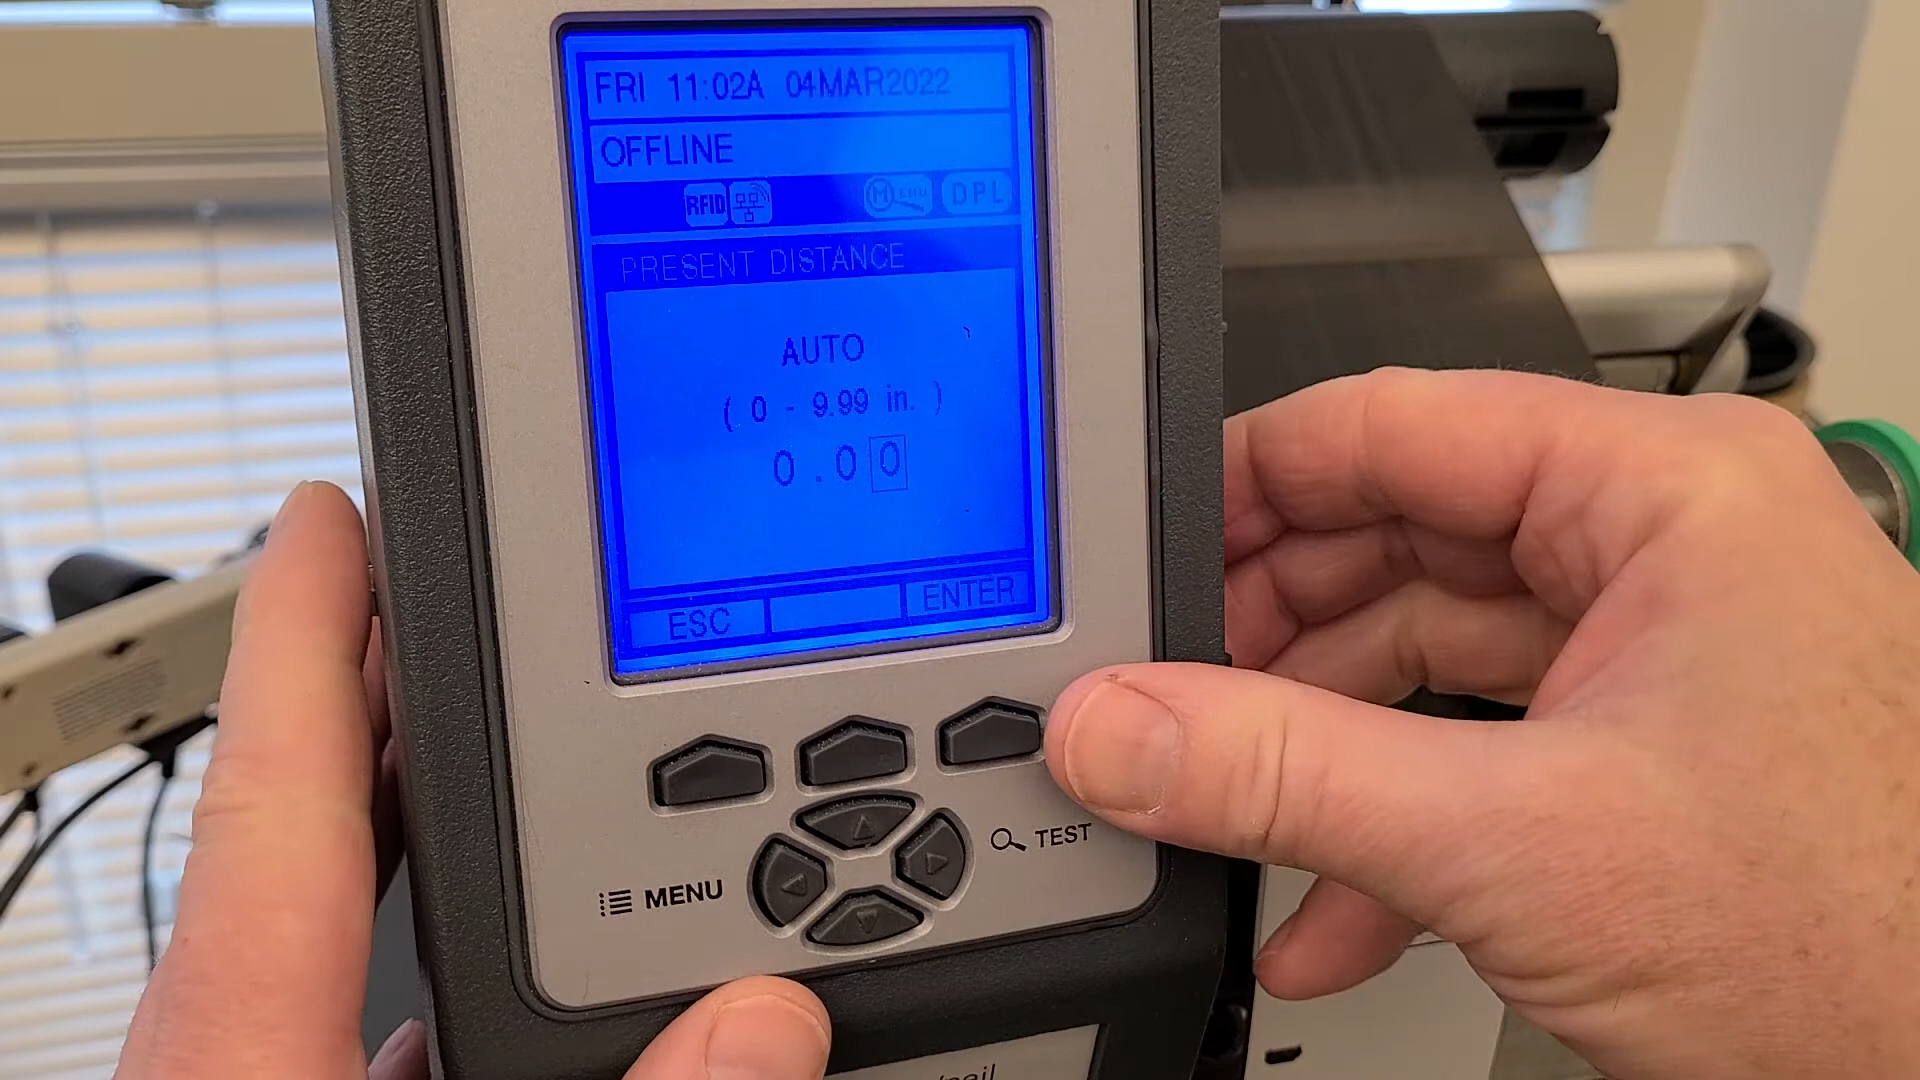 FRI 11:02A 04MAR2022
OFFLINE
RFID MENU DPL
PRESENT DISTANCE
AUTO
( 0 - 9.99 in. )
0.00
ESC ENTER
TEST
MENU